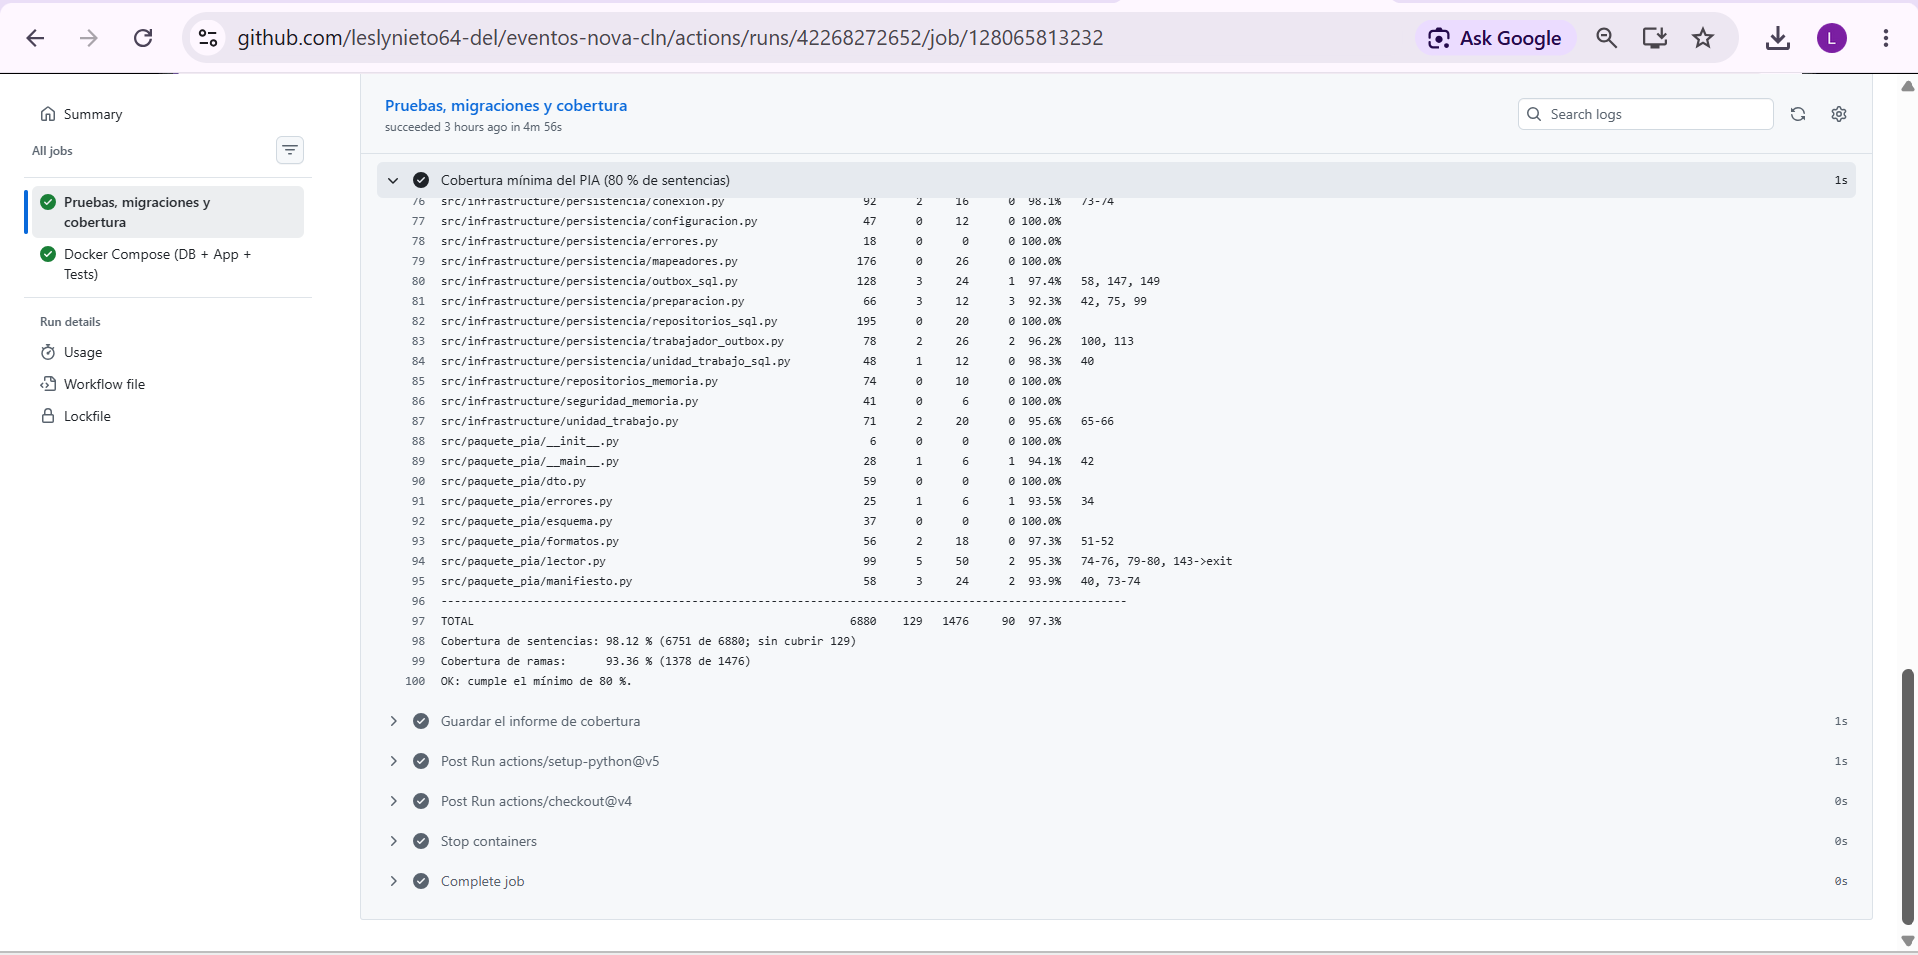 github.com/leslynieto64-del/eventos-nova-cln/actions/runs/42268272652/job/128065813232
Ask Google
L
Summary
All jobs
Pruebas, migraciones y
cobertura
Docker Compose (DB + App +
Tests)
Run details
Usage
Workflow file
Lockfile
Pruebas, migraciones y cobertura
succeeded 3 hours ago in 4m 56s
Search logs
Cobertura mínima del PIA (80 % de sentencias) 1s
76 src/infrastructure/persistencia/conexion.py 92 2 16 0 98.1% 73-74
77 src/infrastructure/persistencia/configuracion.py 47 0 12 0 100.0%
78 src/infrastructure/persistencia/errores.py 18 0 0 0 100.0%
79 src/infrastructure/persistencia/mapeadores.py 176 0 26 0 100.0%
80 src/infrastructure/persistencia/outbox_sql.py 128 3 24 1 97.4% 58, 147, 149
81 src/infrastructure/persistencia/preparacion.py 66 3 12 3 92.3% 42, 75, 99
82 src/infrastructure/persistencia/repositorios_sql.py 195 0 20 0 100.0%
83 src/infrastructure/persistencia/trabajador_outbox.py 78 2 26 2 96.2% 100, 113
84 src/infrastructure/persistencia/unidad_trabajo_sql.py 48 1 12 0 98.3% 40
85 src/infrastructure/repositorios_memoria.py 74 0 10 0 100.0%
86 src/infrastructure/seguridad_memoria.py 41 0 6 0 100.0%
87 src/infrastructure/unidad_trabajo.py 71 2 20 0 95.6% 65-66
88 src/paquete_pia/__init__.py 6 0 0 0 100.0%
89 src/paquete_pia/__main__.py 28 1 6 1 94.1% 42
90 src/paquete_pia/dto.py 59 0 0 0 100.0%
91 src/paquete_pia/errores.py 25 1 6 1 93.5% 34
92 src/paquete_pia/esquema.py 37 0 0 0 100.0%
93 src/paquete_pia/formatos.py 56 2 18 0 97.3% 51-52
94 src/paquete_pia/lector.py 99 5 50 2 95.3% 74-76, 79-80, 143->exit
95 src/paquete_pia/manifiesto.py 58 3 24 2 93.9% 40, 73-74
96 --------------------------------------------------------------------------------------------------------
97 TOTAL 6880 129 1476 90 97.3%
98 Cobertura de sentencias: 98.12 % (6751 de 6880; sin cubrir 129)
99 Cobertura de ramas: 93.36 % (1378 de 1476)
100 OK: cumple el mínimo de 80 %.
Guardar el informe de cobertura 1s
Post Run actions/setup-python@v5 1s
Post Run actions/checkout@v4 0s
Stop containers 0s
Complete job 0s